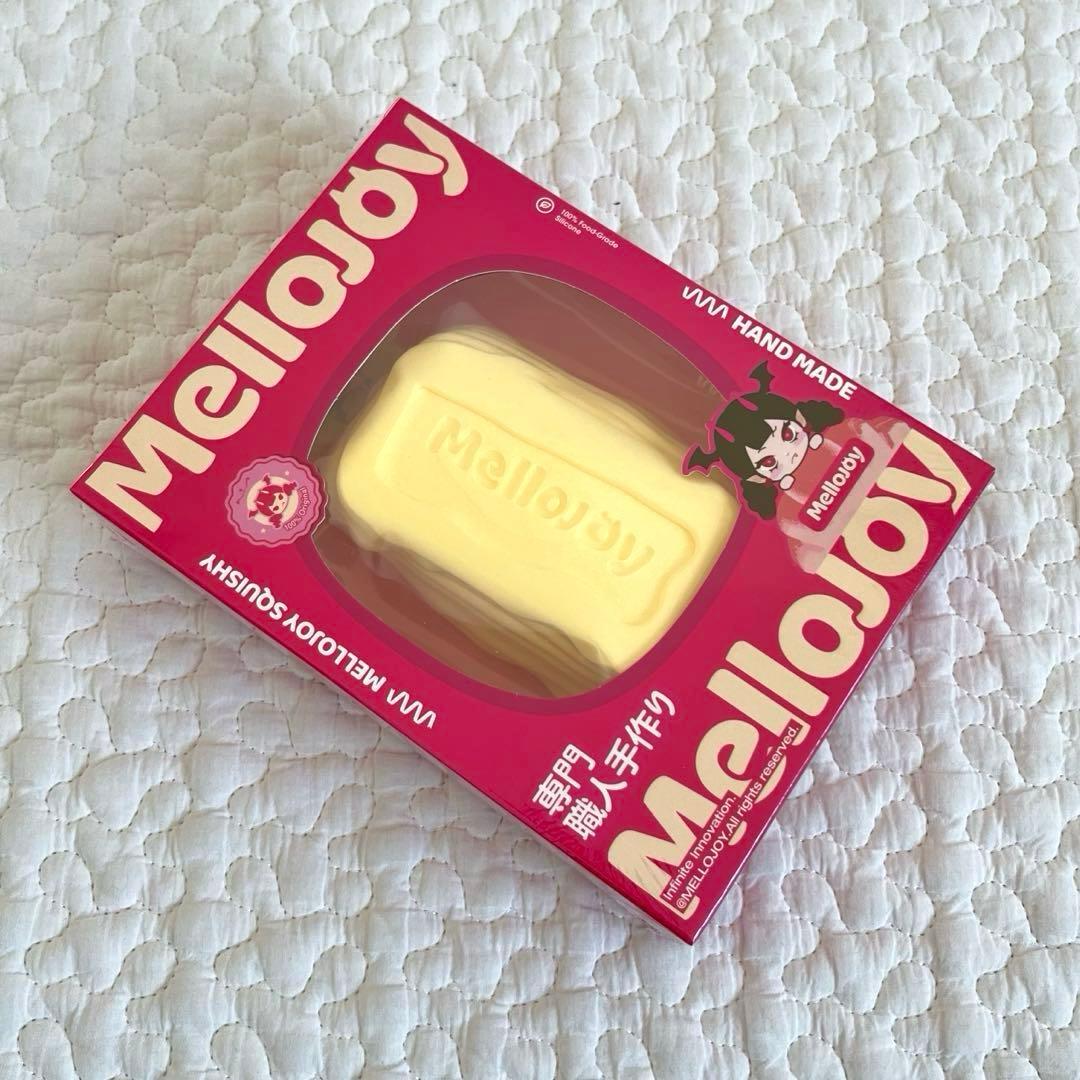 Mellojoy
100% Food-Grade
Silicone
HAND MADE
Mellojoy
Mellojoy
100% Original
MELLOJOY SQUISHY
専門
職人手作り
Mellojoy
Infinite Innovation.
@MELLOJOY.All rights reserved.